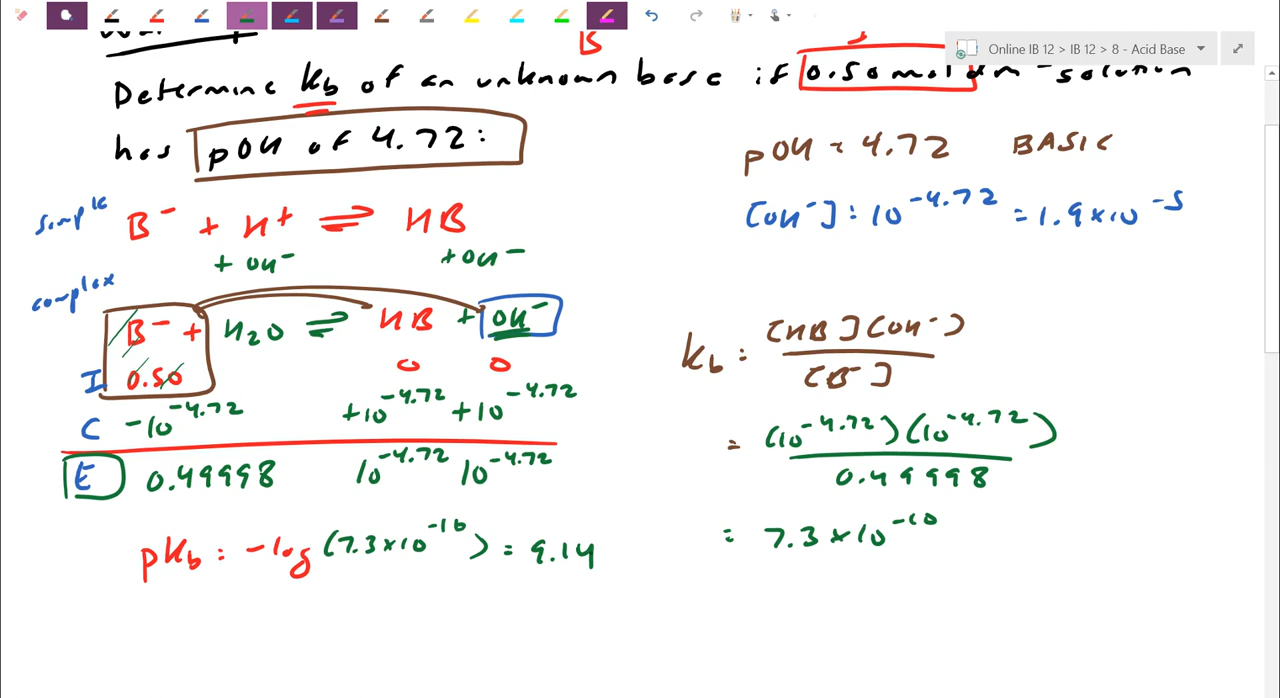 B
Online IB 12 > IB 12 > 8 - Acid Base
Determine Kb of an unknown base if 0.50 mol dm⁻ solution
has pOH of 4.72:
pOH = 4.72 BASIC
[OH⁻] = 10^-4.72 = 1.9 × 10^-5
simple B⁻ + H⁺ ⇌ HB
+ OH⁻ + OH⁻
complex
B⁻ + H₂O ⇌ HB + OH⁻
I 0.50 0 0
C -10^-4.72 +10^-4.72 +10^-4.72
E 0.49998 10^-4.72 10^-4.72
Kb = [HB][OH⁻] / [B⁻]
= (10^-4.72)(10^-4.72) / 0.49998
= 7.3 × 10^-10
pKb = -log (7.3 × 10^-10) = 9.14